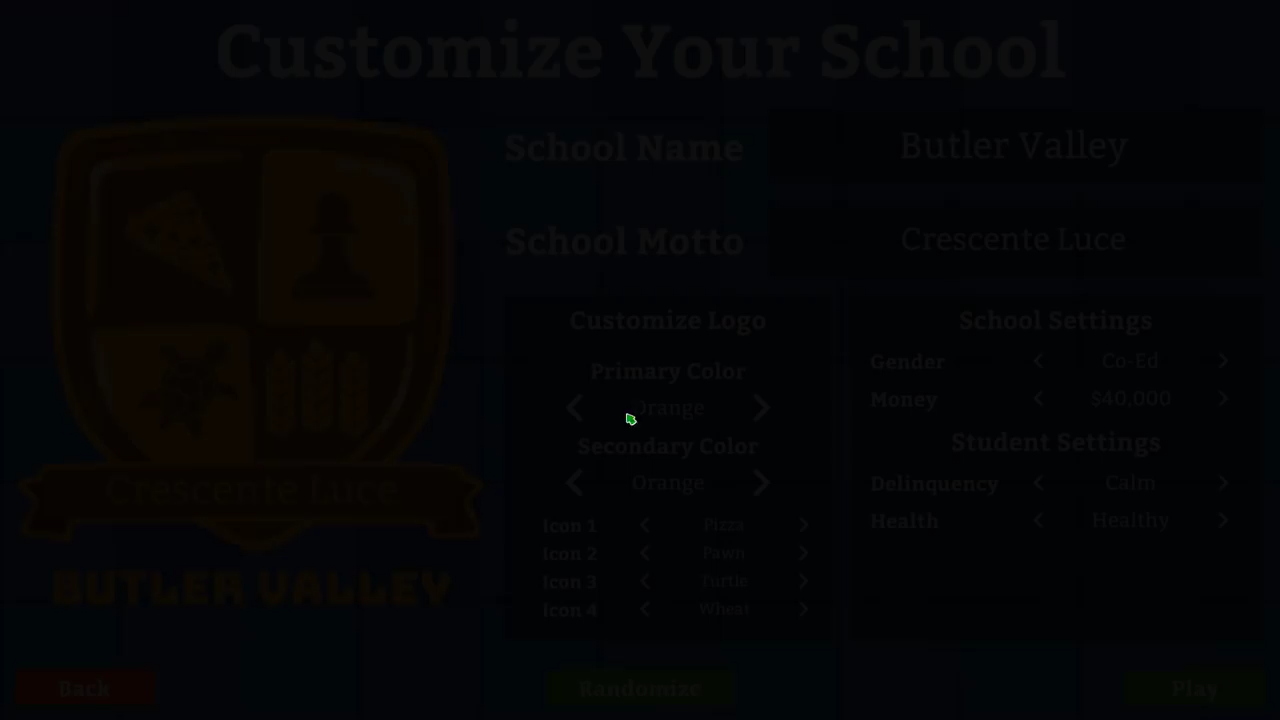 Customize Your School
School Name
Butler Valley
School Motto
Crescente Luce
Crescente Luce
BUTLER VALLEY
Customize Logo
Primary Color
< Orange >
Secondary Color
< Orange >
Icon 1 < Pizza >
Icon 2 < Pawn >
Icon 3 < Turtle >
Icon 4 < Wheat >
School Settings
Gender < Co-Ed >
Money < $40,000 >
Student Settings
Delinquency < Calm >
Health < Healthy >
Back
Randomize
Play